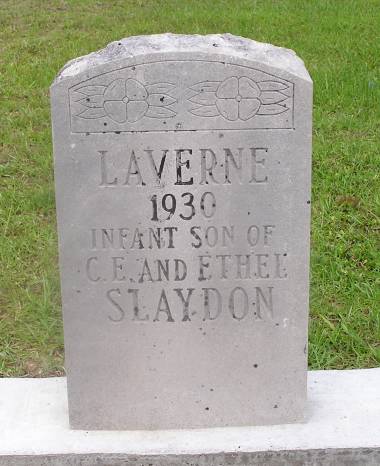 LAVERNE
1930
INFANT SON OF
C.E. AND ETHEL
SLAYDON